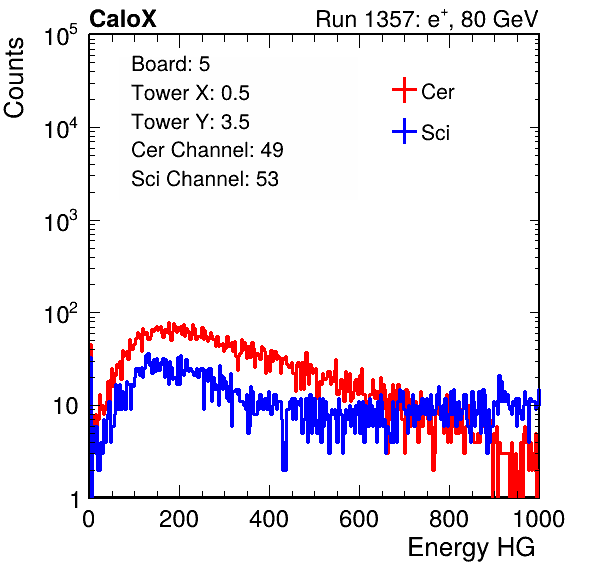 CaloX Run 1357: e⁺, 80 GeV
Counts
10⁵
10⁴
10³
10²
10
1
Board: 5
Tower X: 0.5
Tower Y: 3.5
Cer Channel: 49
Sci Channel: 53
Cer
Sci
0 200 400 600 800 1000
Energy HG